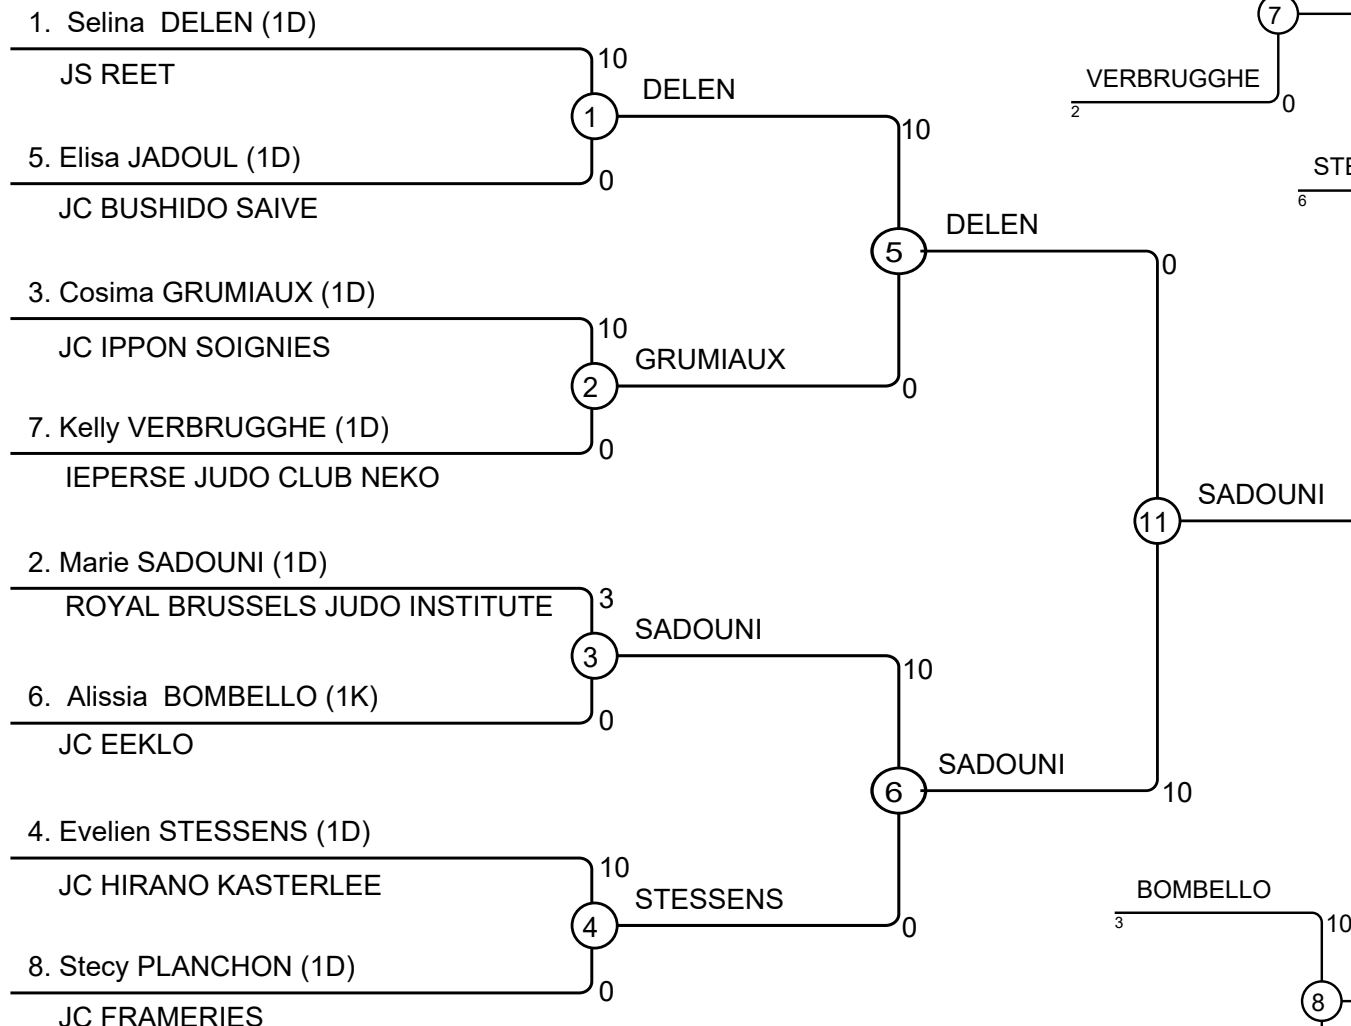 1.  Selina  DELEN (1D)
JS REET
10
1
DELEN
0
5. Elisa JADOUL (1D)
JC BUSHIDO SAIVE
10
5
DELEN
0
3. Cosima GRUMIAUX (1D)
JC IPPON SOIGNIES
10
2
GRUMIAUX
0
7. Kelly VERBRUGGHE (1D)
IEPERSE JUDO CLUB NEKO
0
0
11
SADOUNI
10
2. Marie SADOUNI (1D)
ROYAL BRUSSELS JUDO INSTITUTE
3
3
SADOUNI
0
6.  Alissia  BOMBELLO (1K)
JC EEKLO
10
6
SADOUNI
0
4. Evelien STESSENS (1D)
JC HIRANO KASTERLEE
10
4
STESSENS
0
8. Stecy PLANCHON (1D)
JC FRAMERIES
7
VERBRUGGHE
2
0
STE
6
BOMBELLO
3
10
8